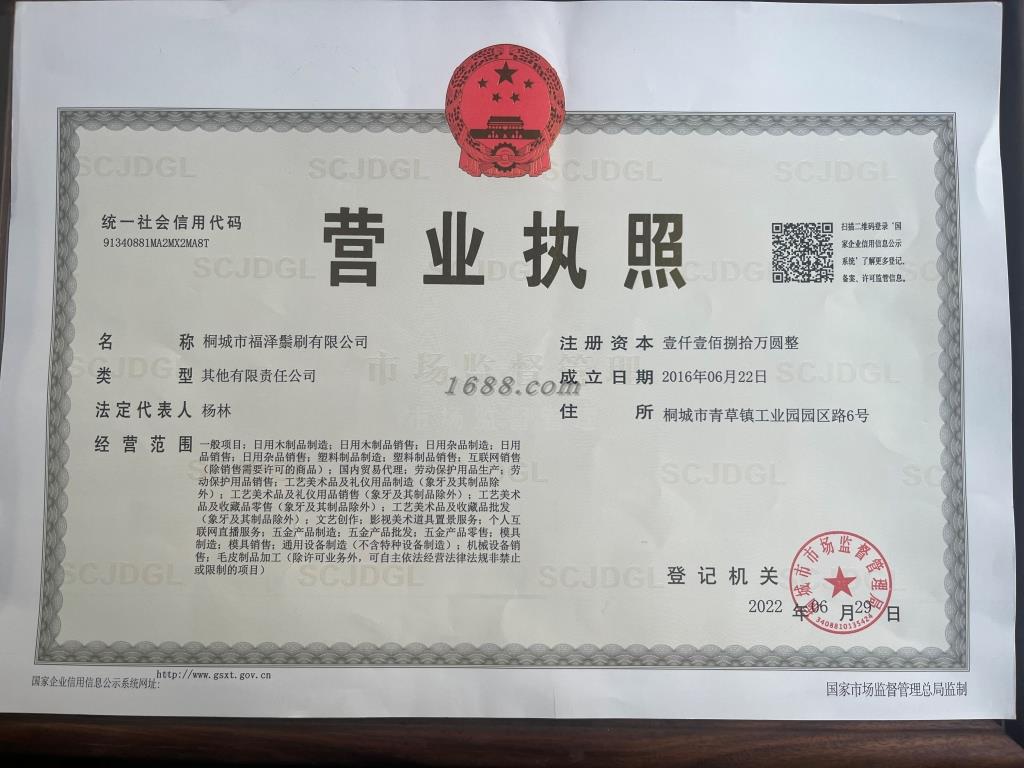 统一社会信用代码
91340881MA2MX2MA8T
营业执照
扫描二维码登录‘国
家企业信用信息公示
系统’了解更多登记、
备案、许可监管信息。
名 称 桐城市福泽鬃刷有限公司
类 型 其他有限责任公司
法定代表人 杨林
经营范围 一般项目：日用木制品制造；日用木制品销售；日用杂品制造；日用
品销售；日用杂品销售；塑料制品制造；塑料制品销售；互联网销售
（除销售需要许可的商品）；国内贸易代理；劳动保护用品生产；劳
动保护用品销售；工艺美术品及礼仪用品制造（象牙及其制品除
外）；工艺美术品及礼仪用品销售（象牙及其制品除外）；工艺美术
品及收藏品零售（象牙及其制品除外）；工艺美术品及收藏品批发
（象牙及其制品除外）；文艺创作；影视美术道具置景服务；个人互
联网直播服务；五金产品制造；五金产品批发；五金产品零售；模具
制造；模具销售；通用设备制造（不含特种设备制造）；机械设备销
售；毛皮制品加工（除许可业务外，可自主依法经营法律法规非禁止
或限制的项目）
注册资本 壹仟壹佰捌拾万圆整
成立日期 2016年06月22日
住 所 桐城市青草镇工业园园区路6号
1688.com
市场监督管理
SCJDGL
登记机关
桐城市市场监督管理局
3408810135424
2022 年 06 月 29 日
国家企业信用信息公示系统网址：
http://www.gsxt.gov.cn
国家市场监督管理总局监制